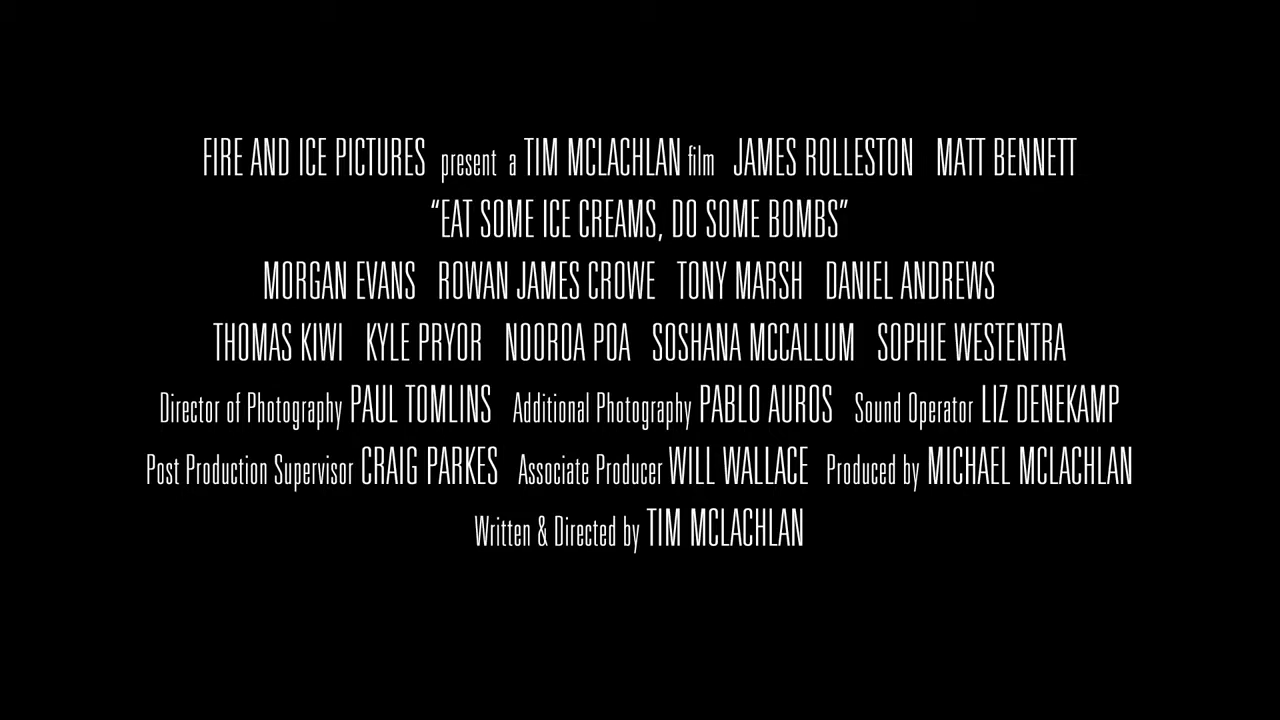 FIRE AND ICE PICTURES present a TIM MCLACHLAN film JAMES ROLLESTON MATT BENNETT
“EAT SOME ICE CREAMS, DO SOME BOMBS”
MORGAN EVANS ROWAN JAMES CROWE TONY MARSH DANIEL ANDREWS
THOMAS KIWI KYLE PRYOR NOOROA POA SOSHANA MCCALLUM SOPHIE WESTENTRA
Director of Photography PAUL TOMLINS Additional Photography PABLO AUROS Sound Operator LIZ DENEKAMP
Post Production Supervisor CRAIG PARKES Associate Producer WILL WALLACE Produced by MICHAEL MCLACHLAN
Written & Directed by TIM MCLACHLAN